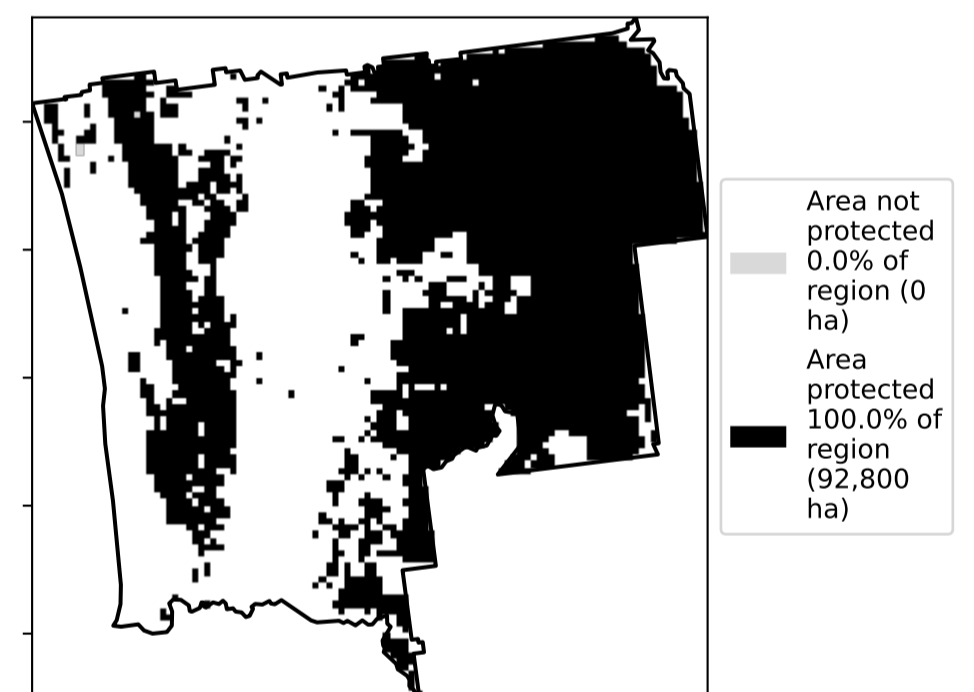 Area not
protected
0.0% of
region (0
ha)
Area
protected
100.0% of
region
(92,800
ha)